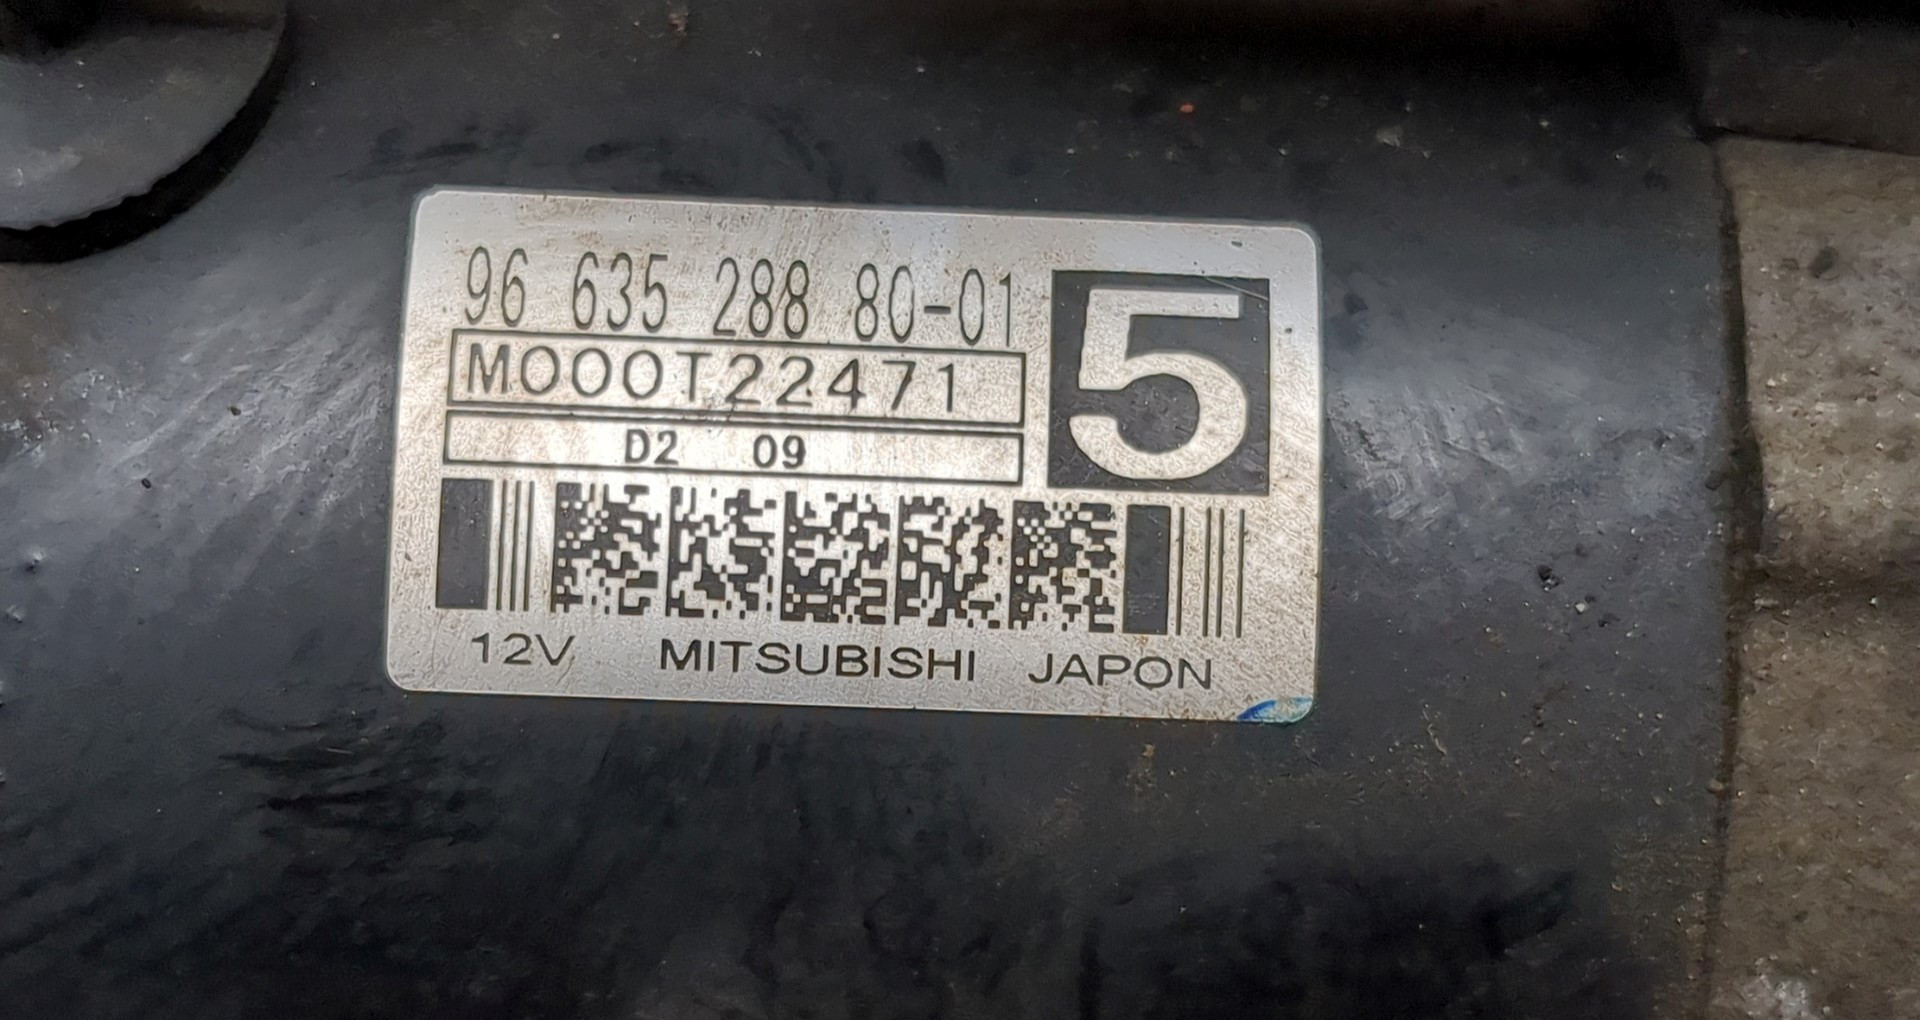 96 635 288 80-01
5
M000T22471
D2 09
12V MITSUBISHI JAPON